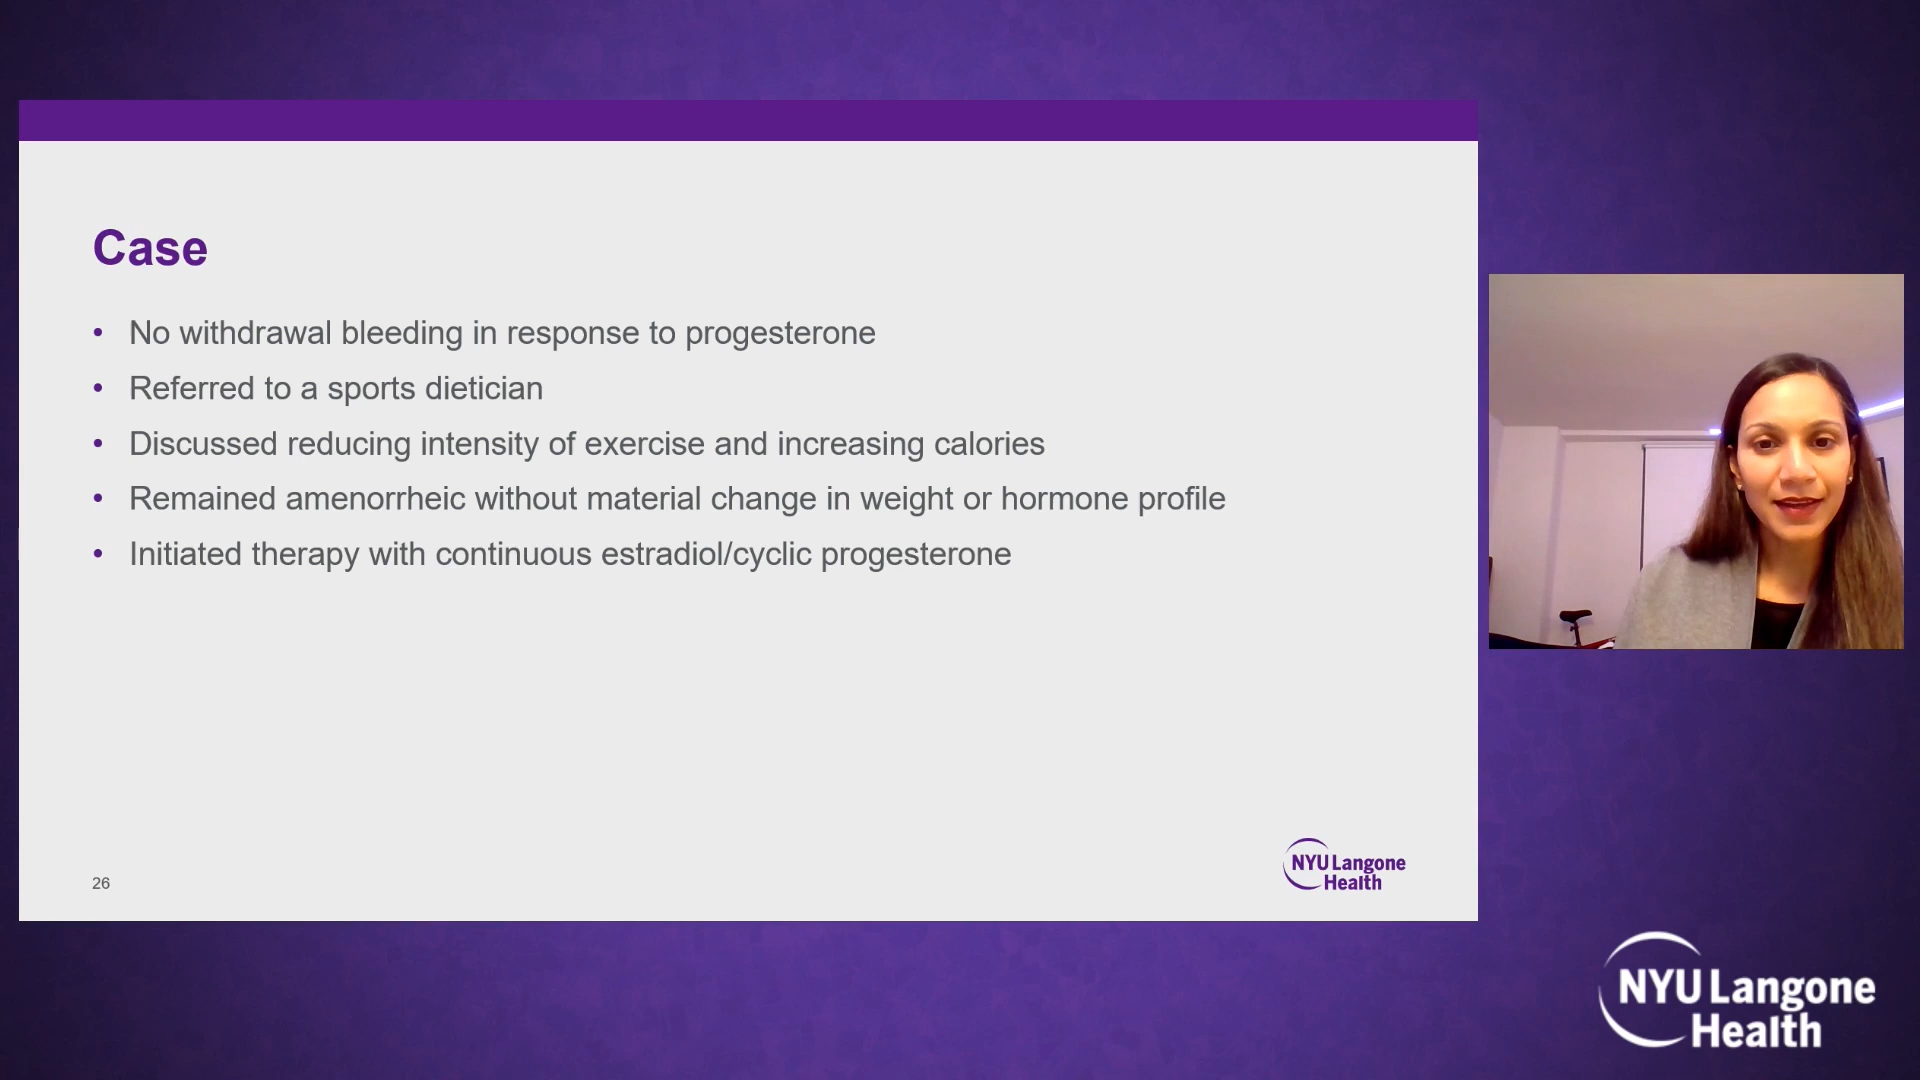 Case
• No withdrawal bleeding in response to progesterone
• Referred to a sports dietician
• Discussed reducing intensity of exercise and increasing calories
• Remained amenorrheic without material change in weight or hormone profile
• Initiated therapy with continuous estradiol/cyclic progesterone
26
NYU Langone
Health
NYU Langone
Health